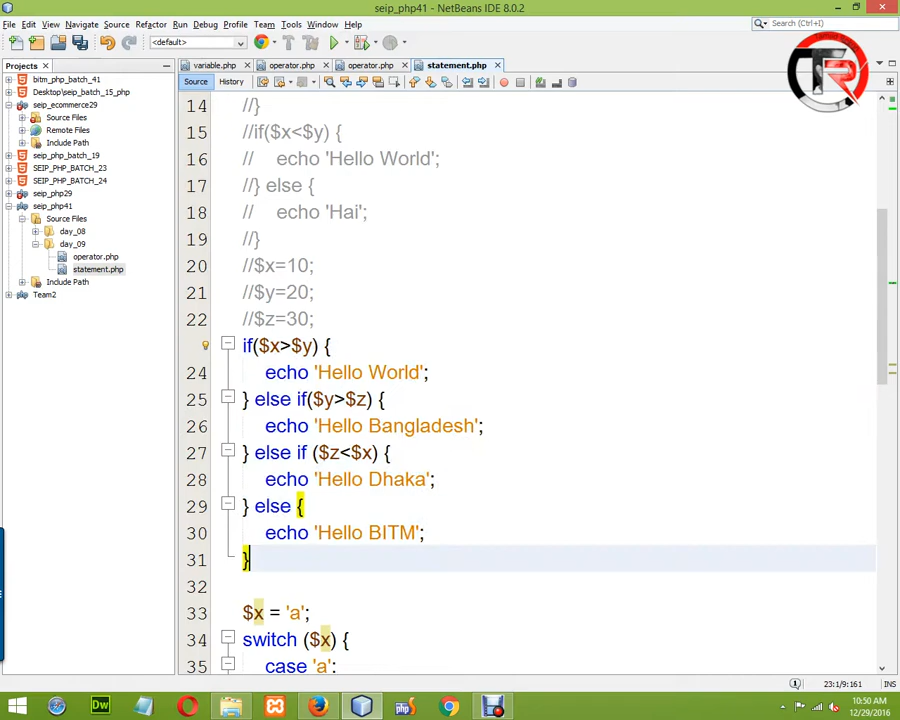 seip_php41 - NetBeans IDE 8.0.2
File Edit View Navigate Source Refactor Run Debug Profile Team Tools Window Help
Search (Ctrl+I)
<default>
Projects
variable.php operator.php operator.php statement.php
Source History
bitm_php_batch_41
Desktop\seip_batch_15_php
seip_ecommerce29
Source Files
Remote Files
Include Path
seip_php_batch_19
SEIP_PHP_BATCH_23
SEIP_PHP_BATCH_24
seip_php29
seip_php41
Source Files
day_08
day_09
operator.php
statement.php
Include Path
Team2
14 //}
15 //if($x<$y) {
16 //    echo 'Hello World';
17 //} else {
18 //    echo 'Hai';
19 //}
20 //$x=10;
21 //$y=20;
22 //$z=30;
if($x>$y) {
24 echo 'Hello World';
25 } else if($y>$z) {
26 echo 'Hello Bangladesh';
27 } else if ($z<$x) {
28 echo 'Hello Dhaka';
29 } else {
30 echo 'Hello BITM';
31 }
32
33 $x = 'a';
34 switch ($x) {
35 case 'a':
23:1/9:161 INS
Dw
php
10:50 AM
12/29/2016